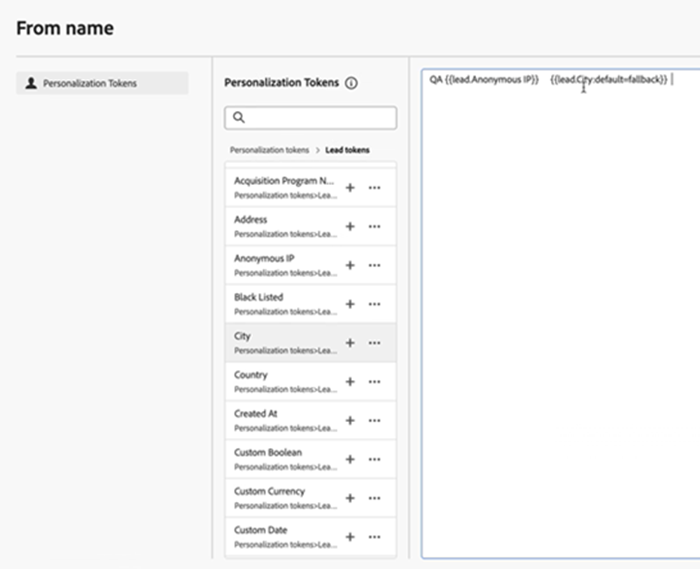 From name
Personalization Tokens
Personalization Tokens
Personalization tokens > Lead tokens
Acquisition Program N...
Personalization tokens>Lea...
Address
Personalization tokens>Lea...
Anonymous IP
Personalization tokens>Lea...
Black Listed
Personalization tokens>Lea...
City
Personalization tokens>Lea...
Country
Personalization tokens>Lea...
Created At
Personalization tokens>Lea...
Custom Boolean
Personalization tokens>Lea...
Custom Currency
Personalization tokens>Lea...
Custom Date
Personalization tokens>Lea...
QA {{lead.Anonymous IP}} {{lead.City:default=fallback}}